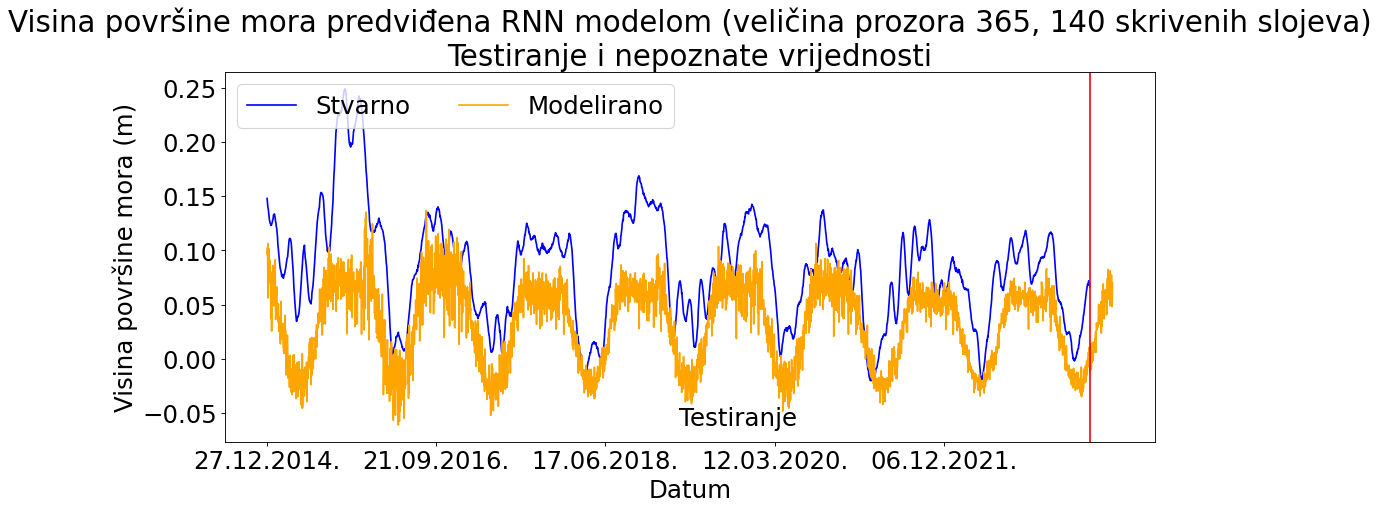 Visina površine mora predviđena RNN modelom (veličina prozora 365, 140 skrivenih slojeva)
Testiranje i nepoznate vrijednosti
Stvarno Modelirano
Visina površine mora (m)
0.25
0.20
0.15
0.10
0.05
0.00
−0.05
Testiranje
27.12.2014. 21.09.2016. 17.06.2018. 12.03.2020. 06.12.2021.
Datum